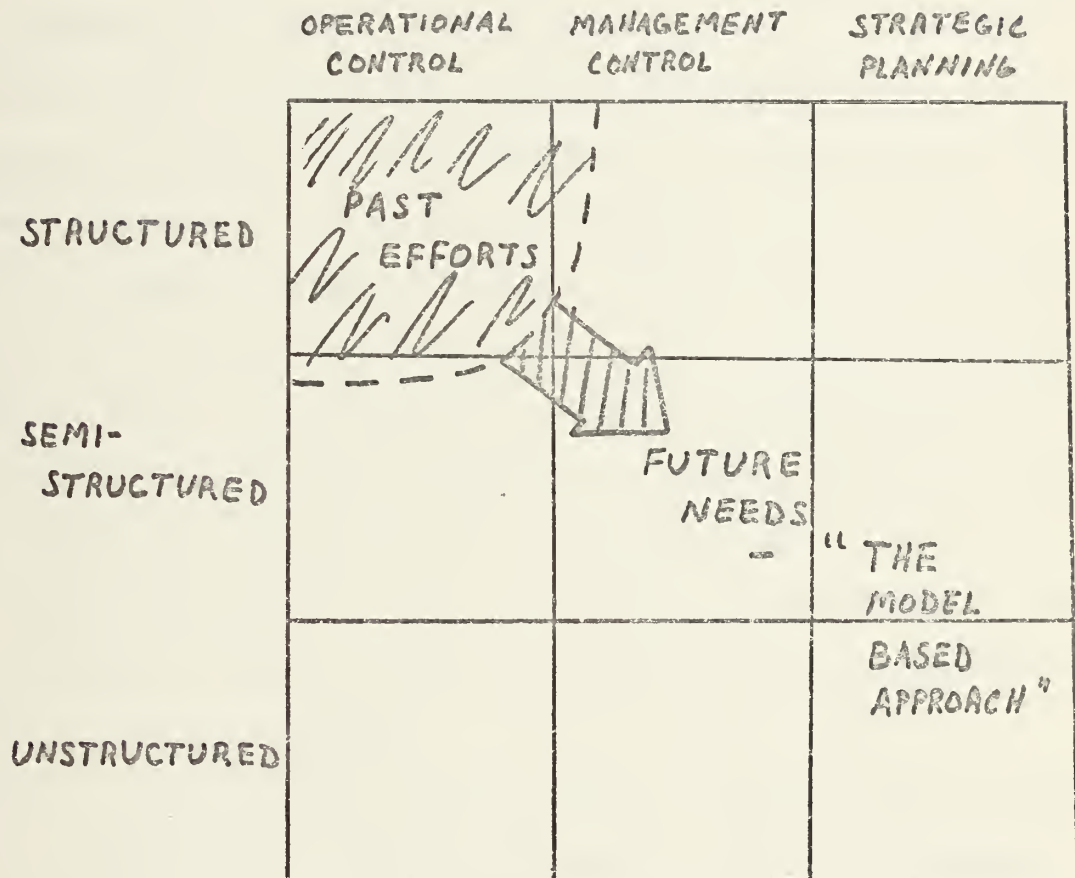 OPERATIONAL
CONTROL
MANAGEMENT
CONTROL
STRATEGIC
PLANNING
STRUCTURED
PAST
EFFORTS
SEMI-
STRUCTURED
FUTURE
NEEDS
-
" THE
MODEL
BASED
APPROACH "
UNSTRUCTURED